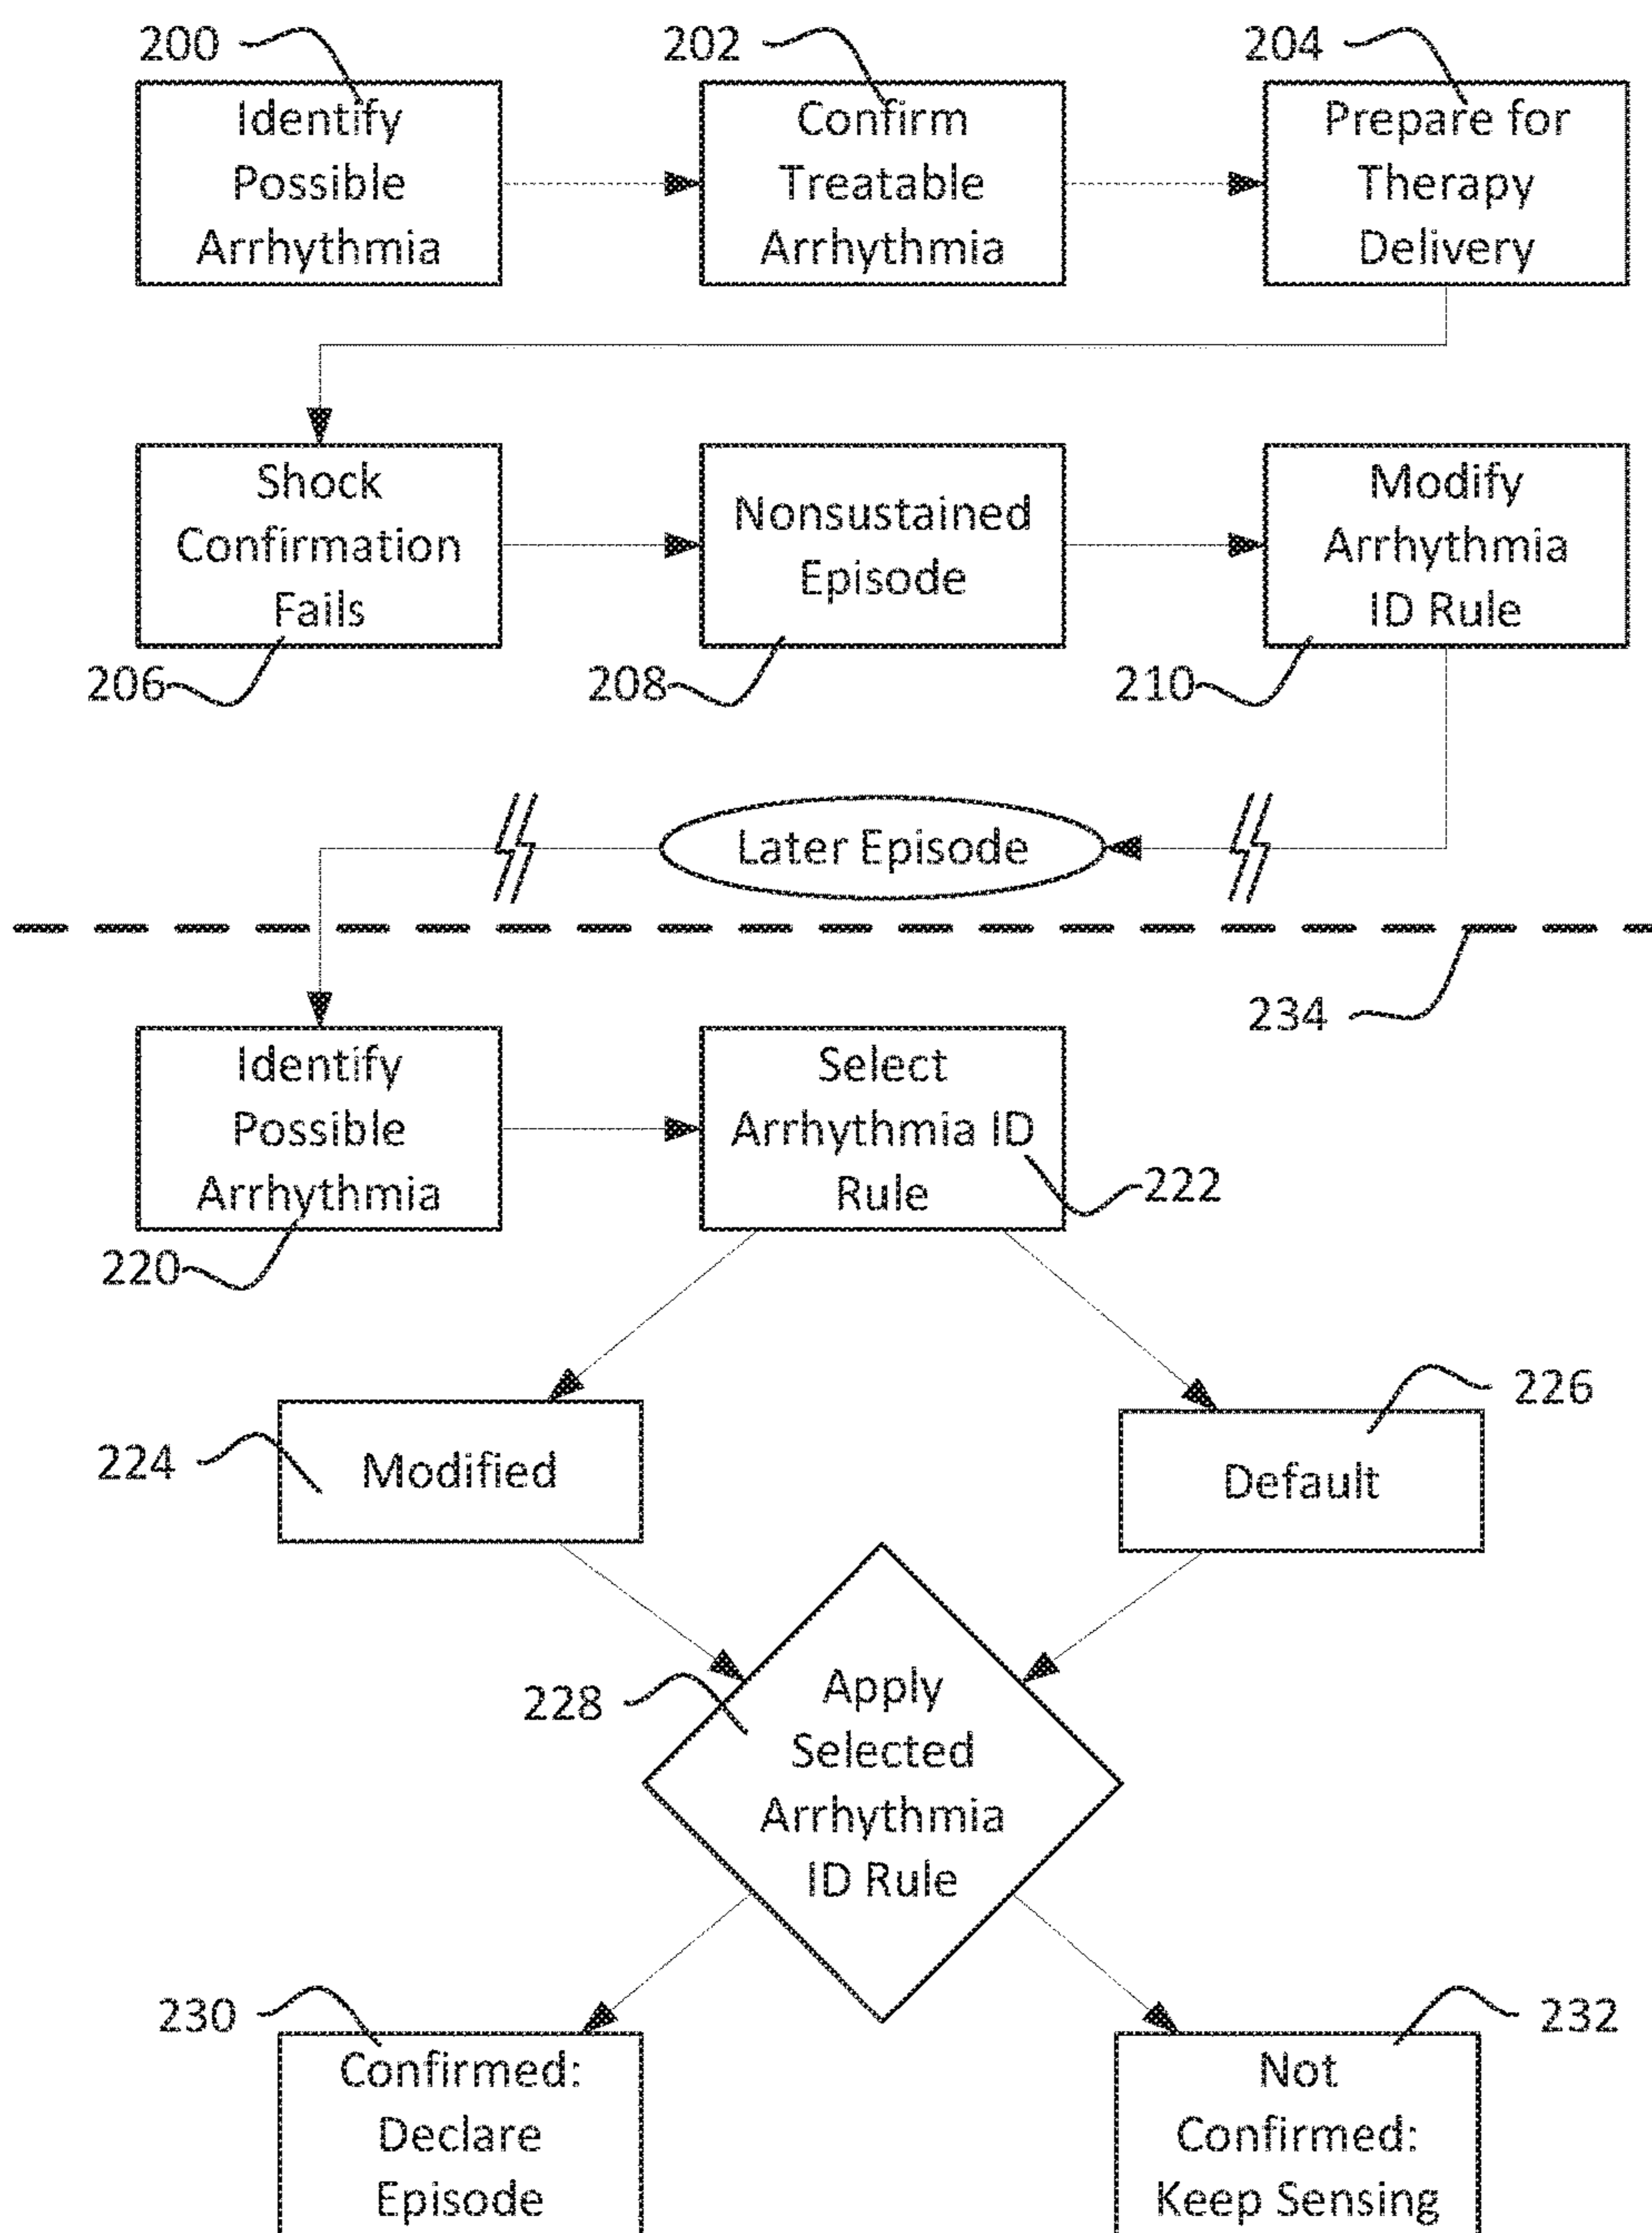 200
202
204
Identify
Possible
Arrhythmia
Confirm
Treatable
Arrhythmia
Prepare for
Therapy
Delivery
Shock
Confirmation
Fails
Nonsustained
Episode
Modify
Arrhythmia
ID Rule
206
208
210
Later Episode
234
Identify
Possible
Arrhythmia
Select
Arrhythmia ID
Rule
222
220
226
224
Modified
Default
228
Apply
Selected
Arrhythmia
ID Rule
230
232
Confirmed:
Declare
Episode
Not
Confirmed:
Keep Sensing